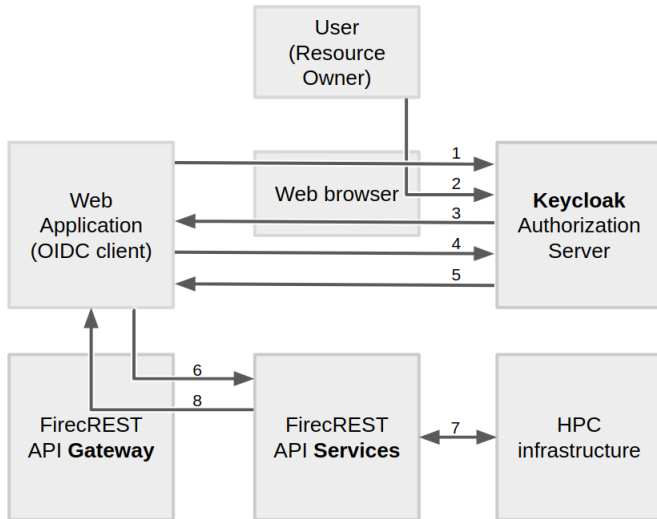 User
(Resource
Owner)
1
2
3
4
5
Web browser
Web
Application
(OIDC client)
Keycloak
Authorization
Server
6
8
7
FirecREST
API Gateway
FirecREST
API Services
HPC
infrastructure